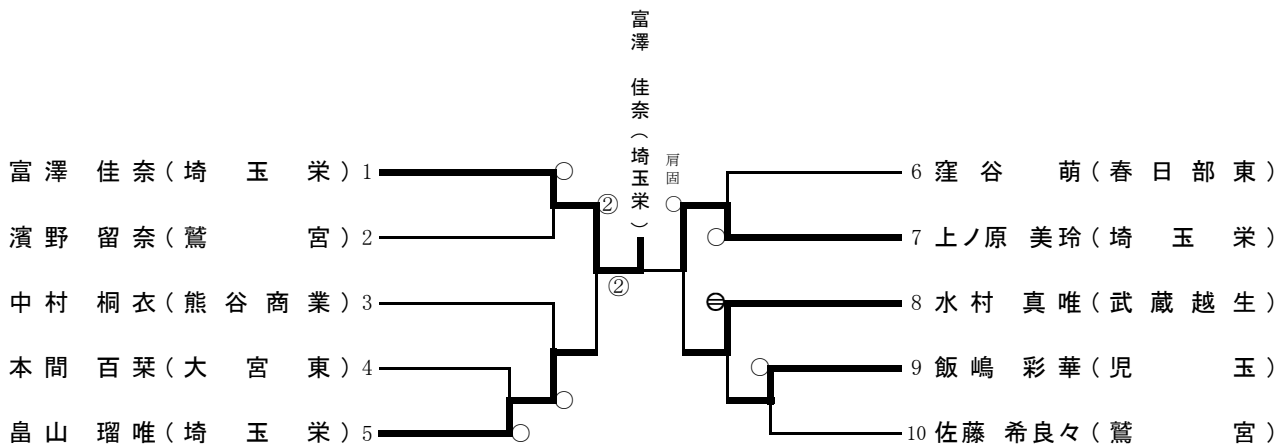 富澤 佳奈(埼玉栄)
肩固
富澤 佳奈(埼玉栄) 1 ○
② ○
濱野 留奈(鷲宮) 2
②
中村 桐衣(熊谷商業) 3
本間 百栞(大宮東) 4
○
畠山 瑠唯(埼玉栄) 5 ○
6 窪谷 萌(春日部東)
○ 7 上ノ原 美玲(埼玉栄)
⊖ 8 水村 真唯(武蔵越生)
○ 9 飯嶋 彩華(児玉)
10 佐藤 希良々(鷲宮)